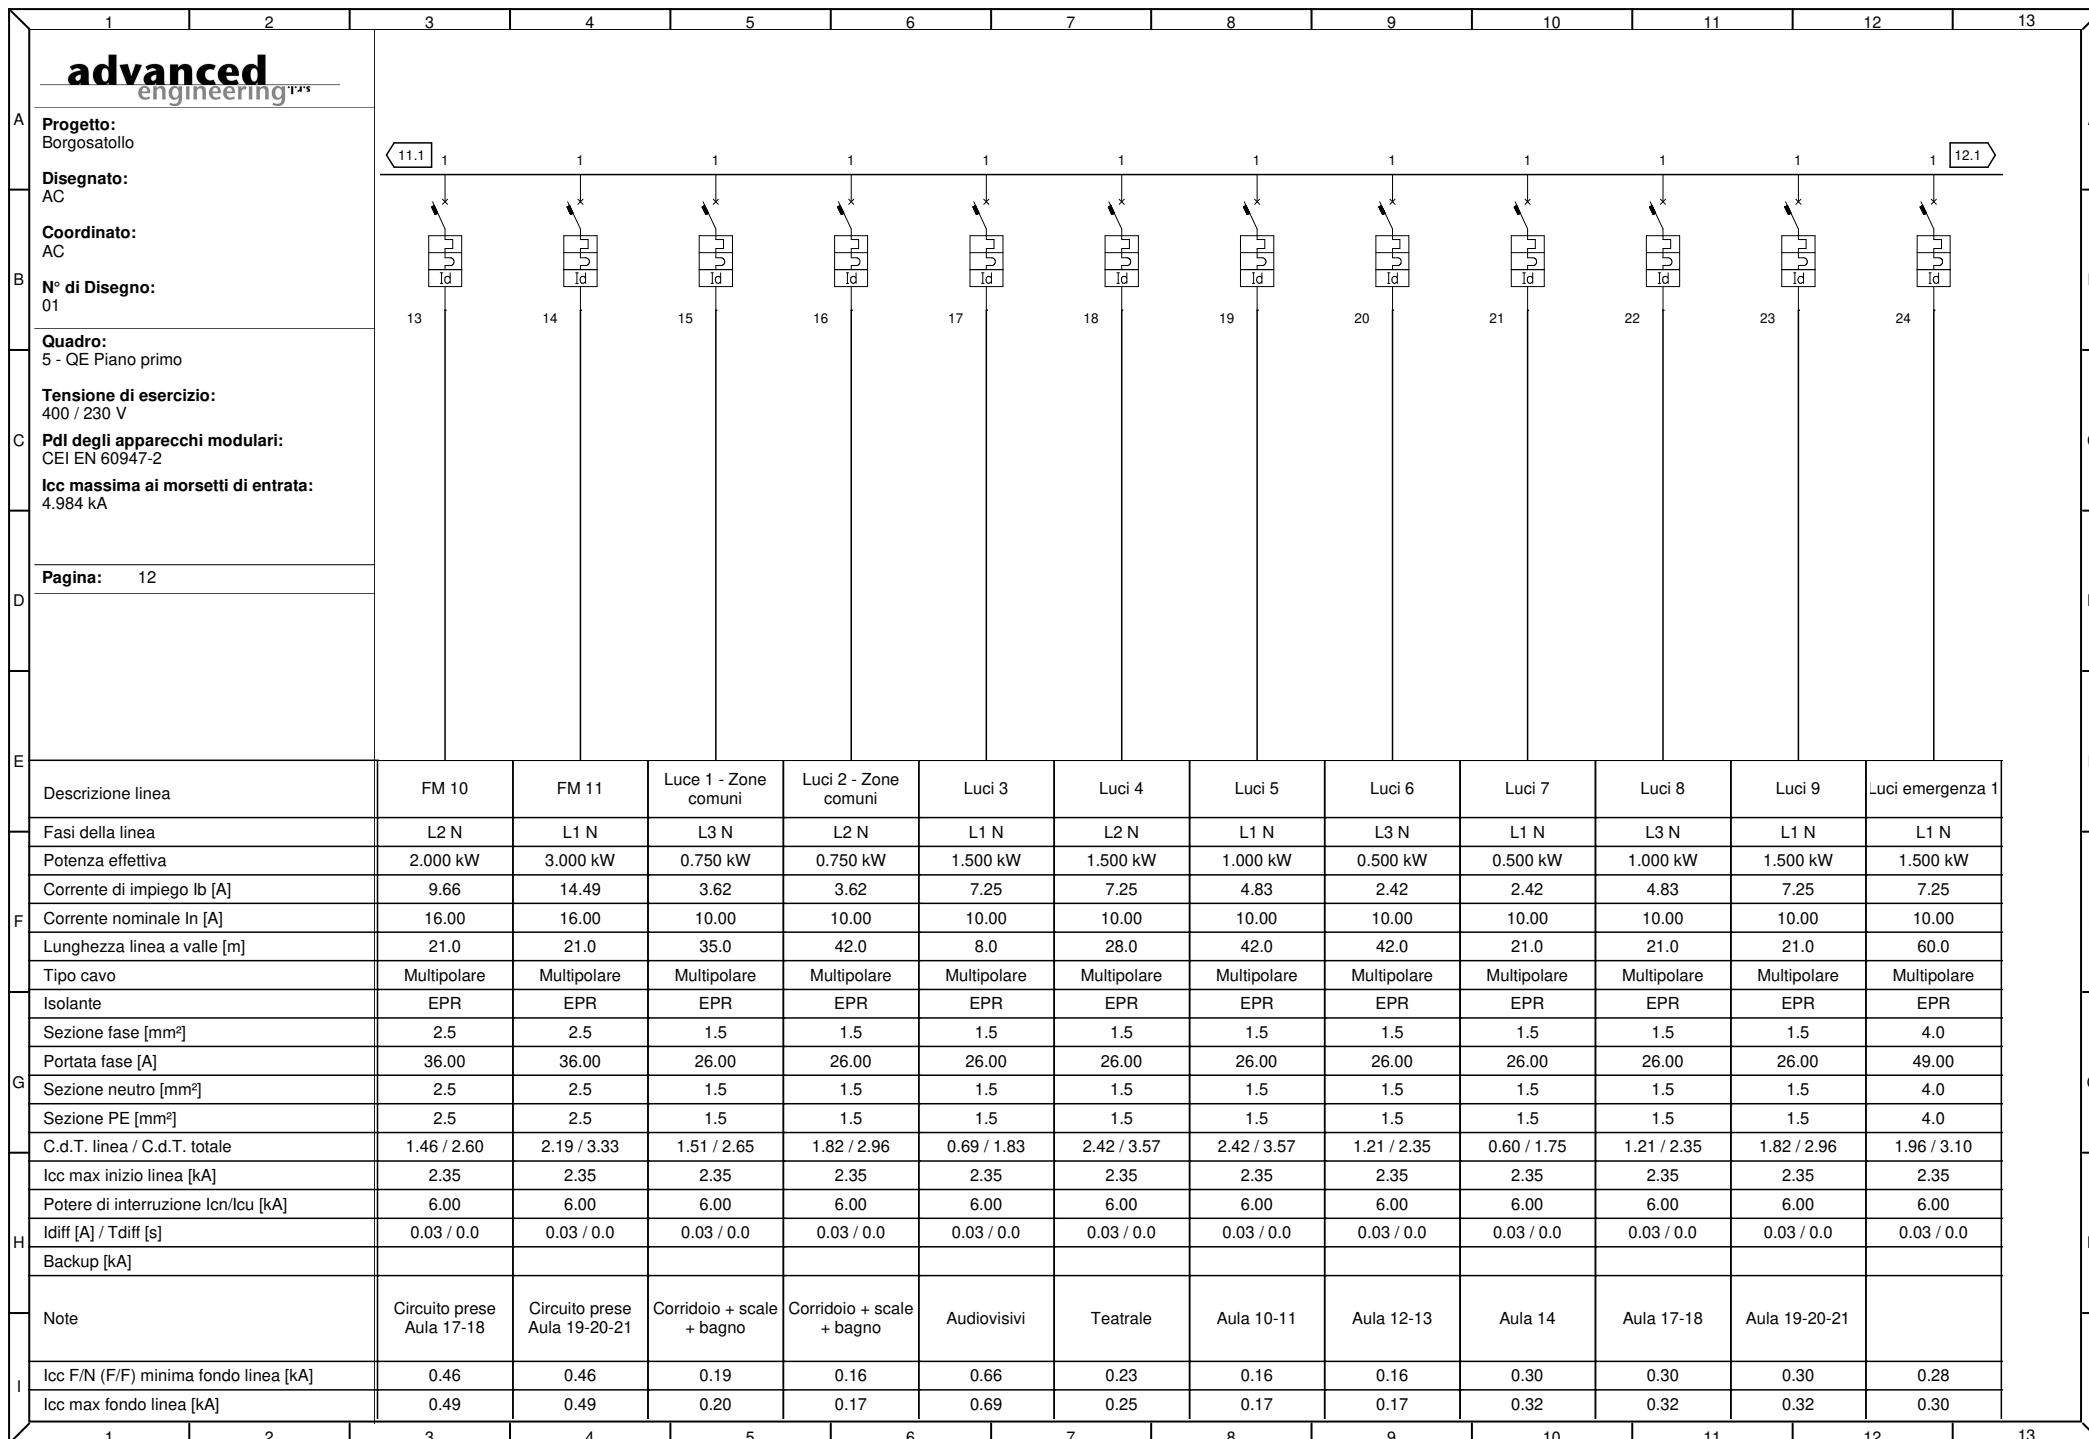 1 2 3 4 5 6 7 8 9 10 11 12 13
advanced
engineering s.r.l.
A
Progetto:
Borgosatollo
Disegnato:
AC
Coordinato:
AC
B
N° di Disegno:
01
Quadro:
5 - QE Piano primo
Tensione di esercizio:
400 / 230 V
C
PdI degli apparecchi modulari:
CEI EN 60947-2
Icc massima ai morsetti di entrata:
4.984 kA
Pagina: 12
D
11.1 1 1 1 1 1 1 1 1 1 1 1 1 12.1
Id Id Id Id Id Id Id Id Id Id Id Id
13 14 15 16 17 18 19 20 21 22 23 24
E
Descrizione linea FM 10 FM 11 Luce 1 - Zone comuni Luci 2 - Zone comuni Luci 3 Luci 4 Luci 5 Luci 6 Luci 7 Luci 8 Luci 9 Luci emergenza 1
Fasi della linea L2 N L1 N L3 N L2 N L1 N L2 N L1 N L3 N L1 N L3 N L1 N L1 N
Potenza effettiva 2.000 kW 3.000 kW 0.750 kW 0.750 kW 1.500 kW 1.500 kW 1.000 kW 0.500 kW 0.500 kW 1.000 kW 1.500 kW 1.500 kW
Corrente di impiego Ib [A] 9.66 14.49 3.62 3.62 7.25 7.25 4.83 2.42 2.42 4.83 7.25 7.25
F
Corrente nominale In [A] 16.00 16.00 10.00 10.00 10.00 10.00 10.00 10.00 10.00 10.00 10.00 10.00
Lunghezza linea a valle [m] 21.0 21.0 35.0 42.0 8.0 28.0 42.0 42.0 21.0 21.0 21.0 60.0
Tipo cavo Multipolare Multipolare Multipolare Multipolare Multipolare Multipolare Multipolare Multipolare Multipolare Multipolare Multipolare Multipolare
Isolante EPR EPR EPR EPR EPR EPR EPR EPR EPR EPR EPR EPR
Sezione fase [mm²] 2.5 2.5 1.5 1.5 1.5 1.5 1.5 1.5 1.5 1.5 1.5 4.0
Portata fase [A] 36.00 36.00 26.00 26.00 26.00 26.00 26.00 26.00 26.00 26.00 26.00 49.00
G
Sezione neutro [mm²] 2.5 2.5 1.5 1.5 1.5 1.5 1.5 1.5 1.5 1.5 1.5 4.0
Sezione PE [mm²] 2.5 2.5 1.5 1.5 1.5 1.5 1.5 1.5 1.5 1.5 1.5 4.0
C.d.T. linea / C.d.T. totale 1.46 / 2.60 2.19 / 3.33 1.51 / 2.65 1.82 / 2.96 0.69 / 1.83 2.42 / 3.57 2.42 / 3.57 1.21 / 2.35 0.60 / 1.75 1.21 / 2.35 1.82 / 2.96 1.96 / 3.10
Icc max inizio linea [kA] 2.35 2.35 2.35 2.35 2.35 2.35 2.35 2.35 2.35 2.35 2.35 2.35
Potere di interruzione Icn/Icu [kA] 6.00 6.00 6.00 6.00 6.00 6.00 6.00 6.00 6.00 6.00 6.00 6.00
H
Idiff [A] / Tdiff [s] 0.03 / 0.0 0.03 / 0.0 0.03 / 0.0 0.03 / 0.0 0.03 / 0.0 0.03 / 0.0 0.03 / 0.0 0.03 / 0.0 0.03 / 0.0 0.03 / 0.0 0.03 / 0.0 0.03 / 0.0
Backup [kA]
Note Circuito prese Aula 17-18 Circuito prese Aula 19-20-21 Corridoio + scale + bagno Corridoio + scale + bagno Audiovisivi Teatrale Aula 10-11 Aula 12-13 Aula 14 Aula 17-18 Aula 19-20-21
I
Icc F/N (F/F) minima fondo linea [kA] 0.46 0.46 0.19 0.16 0.66 0.23 0.16 0.16 0.30 0.30 0.30 0.28
Icc max fondo linea [kA] 0.49 0.49 0.20 0.17 0.69 0.25 0.17 0.17 0.32 0.32 0.32 0.30
1 2 3 4 5 6 7 8 9 10 11 12 13